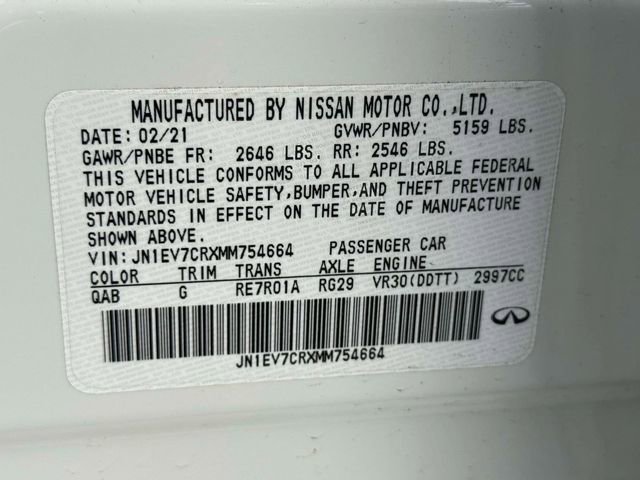 MANUFACTURED BY NISSAN MOTOR CO.,LTD.
DATE: 02/21 GVWR/PNBV: 5159 LBS.
GAWR/PNBE FR: 2646 LBS. RR: 2546 LBS.
THIS VEHICLE CONFORMS TO ALL APPLICABLE FEDERAL
MOTOR VEHICLE SAFETY,BUMPER,AND THEFT PREVENTION
STANDARDS IN EFFECT ON THE DATE OF MANUFACTURE
SHOWN ABOVE.
VIN: JN1EV7CRXMM754664 PASSENGER CAR
COLOR TRIM TRANS AXLE ENGINE
QAB G RE7R01A RG29 VR30(DDTT) 2997CC
JN1EV7CRXMM754664